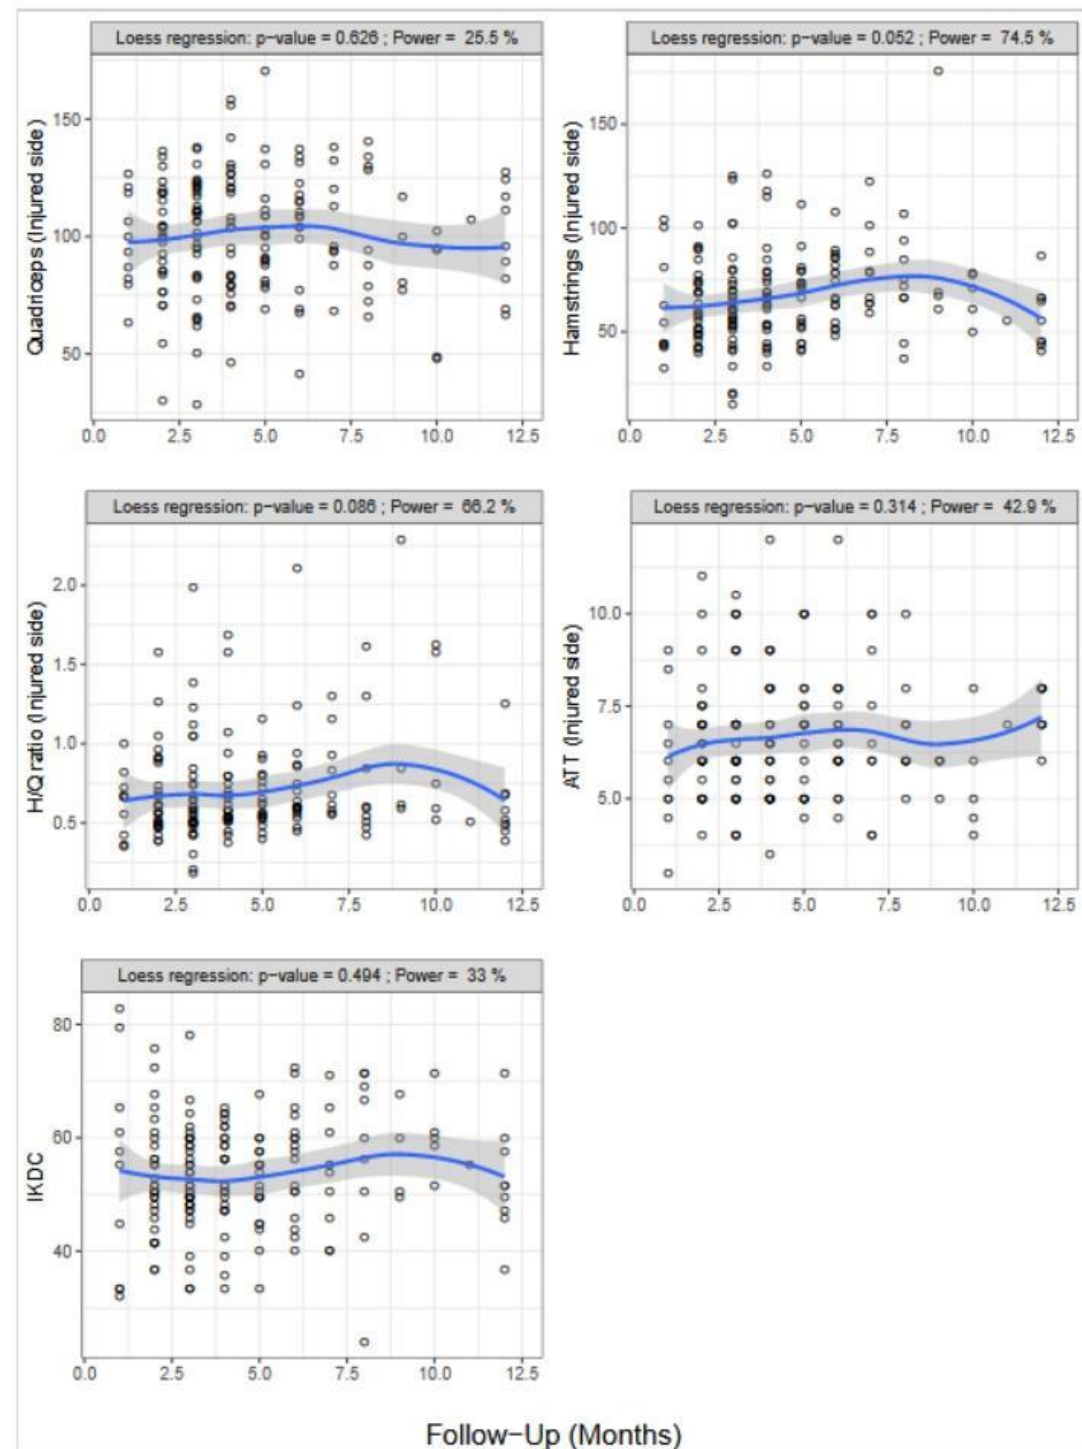 Loess regression: p-value = 0.626 ; Power = 25.5 %
Quadriceps (Injured side)
150
100
50
0.0 2.5 5.0 7.5 10.0 12.5
Loess regression: p-value = 0.052 ; Power = 74.5 %
Hamstrings (Injured side)
150
100
50
0.0 2.5 5.0 7.5 10.0 12.5
Loess regression: p-value = 0.086 ; Power = 66.2 %
H/Q ratio (Injured side)
2.0
1.5
1.0
0.5
0.0 2.5 5.0 7.5 10.0 12.5
Loess regression: p-value = 0.314 ; Power = 42.9 %
ATT (Injured side)
10.0
7.5
5.0
0.0 2.5 5.0 7.5 10.0 12.5
Loess regression: p-value = 0.494 ; Power = 33 %
IKDC
80
60
40
0.0 2.5 5.0 7.5 10.0 12.5
Follow-Up (Months)